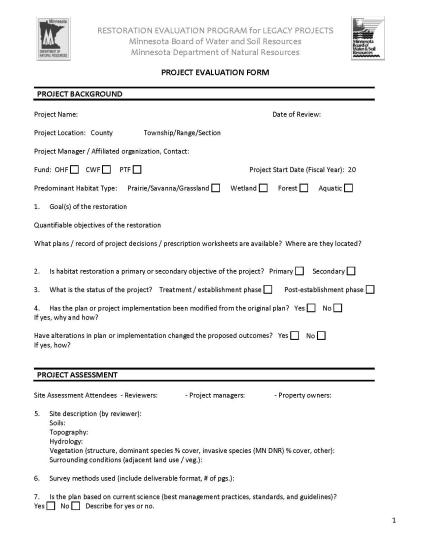 RESTORATION EVALUATION PROGRAM for LEGACY PROJECTS
Minnesota Board of Water and Soil Resources
Minnesota Department of Natural Resources
PROJECT EVALUATION FORM
PROJECT BACKGROUND
Project Name: Date of Review:
Project Location: County Township/Range/Section
Project Manager / Affiliated organization, Contact:
Fund: OHF CWF PTF Project Start Date (Fiscal Year): 20
Predominant Habitat Type: Prairie/Savanna/Grassland Wetland Forest Aquatic
1. Goal(s) of the restoration
Quantifiable objectives of the restoration
What plans / record of project decisions / prescription worksheets are available? Where are they located?
2. Is habitat restoration a primary or secondary objective of the project? Primary Secondary
3. What is the status of the project? Treatment / establishment phase Post-establishment phase
4. Has the plan or project implementation been modified from the original plan? Yes No
If yes, why and how?
Have alterations in plan or implementation changed the proposed outcomes? Yes No
If yes, how?
PROJECT ASSESSMENT
Site Assessment Attendees - Reviewers: - Project managers: - Property owners:
5. Site description (by reviewer):
Soils:
Topography:
Hydrology:
Vegetation (structure, dominant species % cover, invasive species (MN DNR) % cover, other):
Surrounding conditions (adjacent land use / veg.):
6. Survey methods used (include deliverable format, # of pgs.):
7. Is the plan based on current science (best management practices, standards, and guidelines)?
Yes No Describe for yes or no.
1